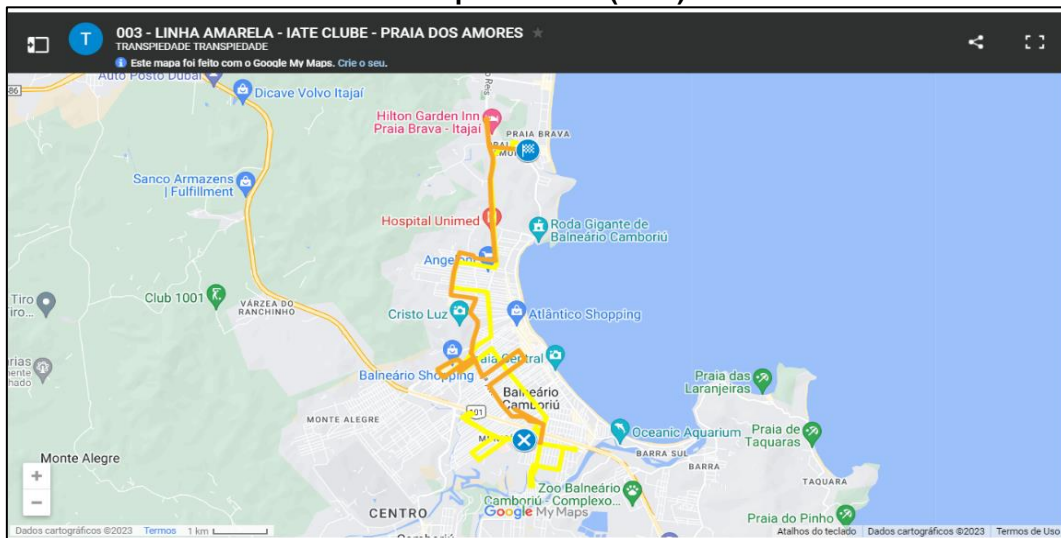 003 - LINHA AMARELA - IATE CLUBE - PRAIA DOS AMORES
T
TRANSPIEDADE TRANSPIEDADE
Este mapa foi feito com o Google My Maps. Crie o seu.
Auto Posto Dubai
86
Dicave Volvo Itajaí
Reis
Hilton Garden Inn
Praia Brava - Itajaí
PRAIA BRAVA
Sanco Armazens
| Fulfillment
Hospital Unimed
Roda Gigante de
Balneário Camboriú
Club 1001
Tiro
VÁRZEA DO
RANCHINHO
Cristo Luz
Atlântico Shopping
Central
Balneário Shopping
Praia das
Laranjeiras
Balneário
Camboriú
101
MONTE ALEGRE
Oceanic Aquarium
Praia de
Taquaras
BARRA SUL
BARRA
Monte Alegre
TAQUARA
+
−
Zoo Balneário
Camboriú - Complexo...
CENTRO
Google My Maps
Praia do Pinho
Dados cartográficos ©2023 Termos 1 km
Atalhos do teclado Dados cartográficos ©2023 Termos de Uso